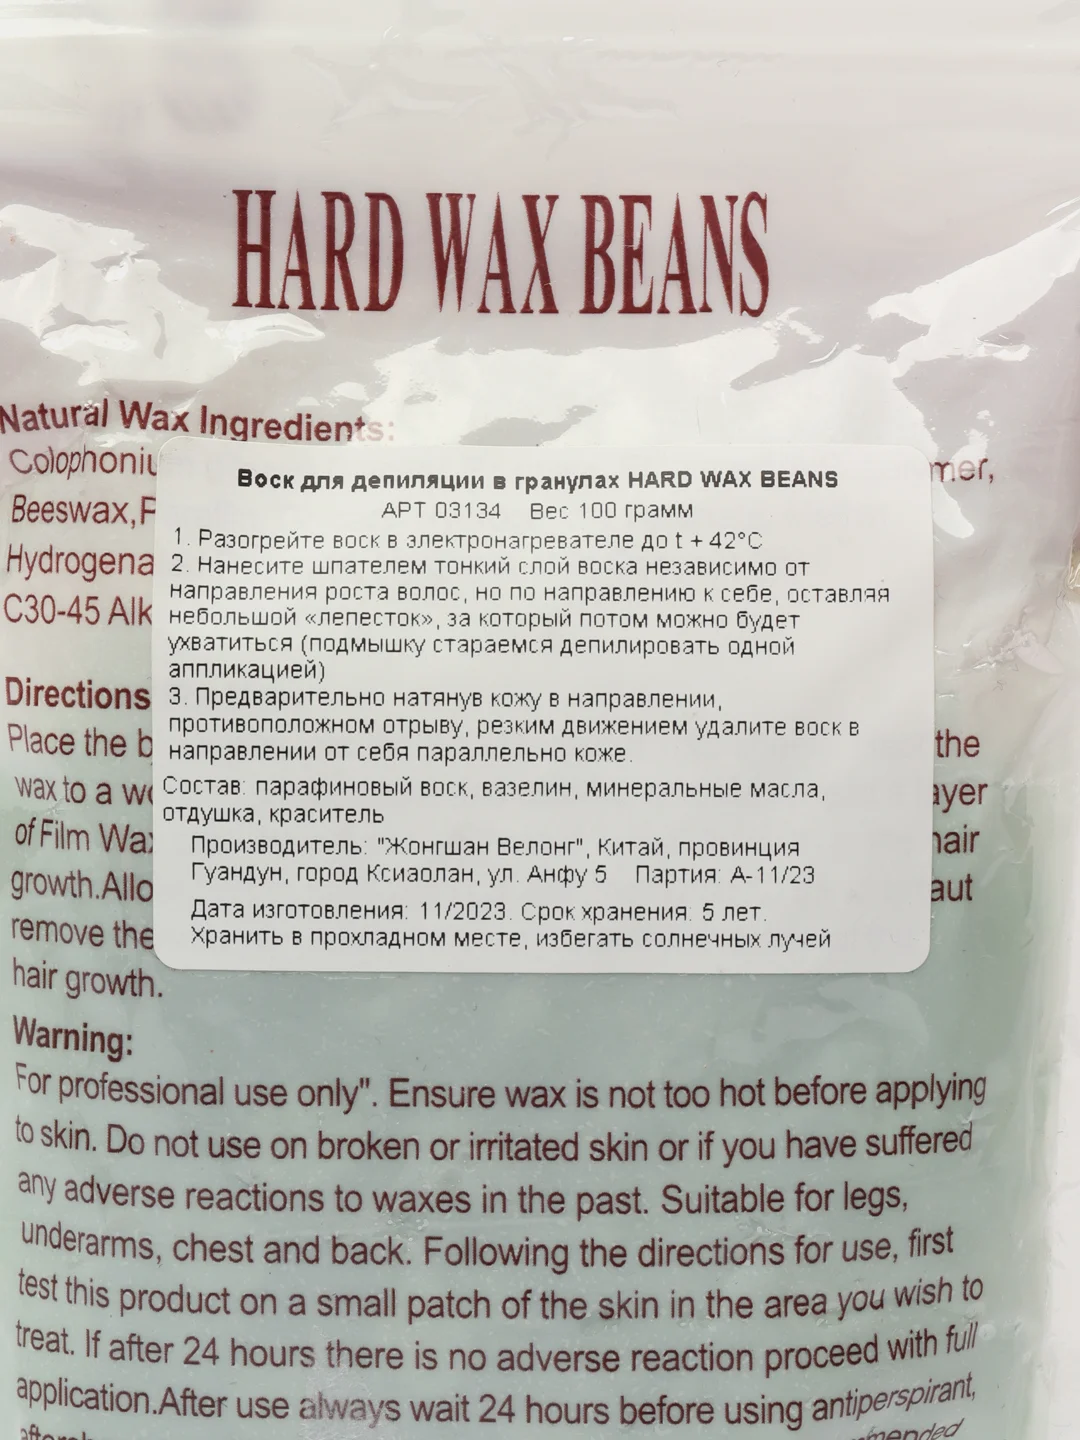 HARD WAX BEANS
Natural Wax Ingredients:
mer,
Beeswax,
Воск для депиляции в гранулах HARD WAX BEANS
АРТ 03134 Вес 100 грамм
1. Разогрейте воск в электронагревателе до t + 42°C
2. Нанесите шпателем тонкий слой воска независимо от
направления роста волос, но по направлению к себе, оставляя
небольшой «лепесток», за который потом можно будет
ухватиться (подмышку стараемся депилировать одной
аппликацией)
3. Предварительно натянув кожу в направлении,
противоположном отрыву, резким движением удалите воск в
направлении от себя параллельно коже.
Состав: парафиновый воск, вазелин, минеральные масла,
отдушка, краситель
Производитель: "Жонгшан Велонг", Китай, провинция
Гуандун, город Ксиаолан, ул. Анфу 5 Партия: А-11/23
Дата изготовления: 11/2023. Срок хранения: 5 лет.
Хранить в прохладном месте, избегать солнечных лучей
C30-45
Directions
Place the
the
wax to a
of Film
hair
growth.
remove the
hair growth.
Warning:
For professional use only". Ensure wax is not too hot before applying
to skin. Do not use on broken or irritated skin or if you have suffered
any adverse reactions to waxes in the past. Suitable for legs,
underarms, chest and back. Following the directions for use, first
test this product on a small patch of the skin in the area you wish to
treat. If after 24 hours there is no adverse reaction proceed with full
application.After use always wait 24 hours before using antiperspirant,